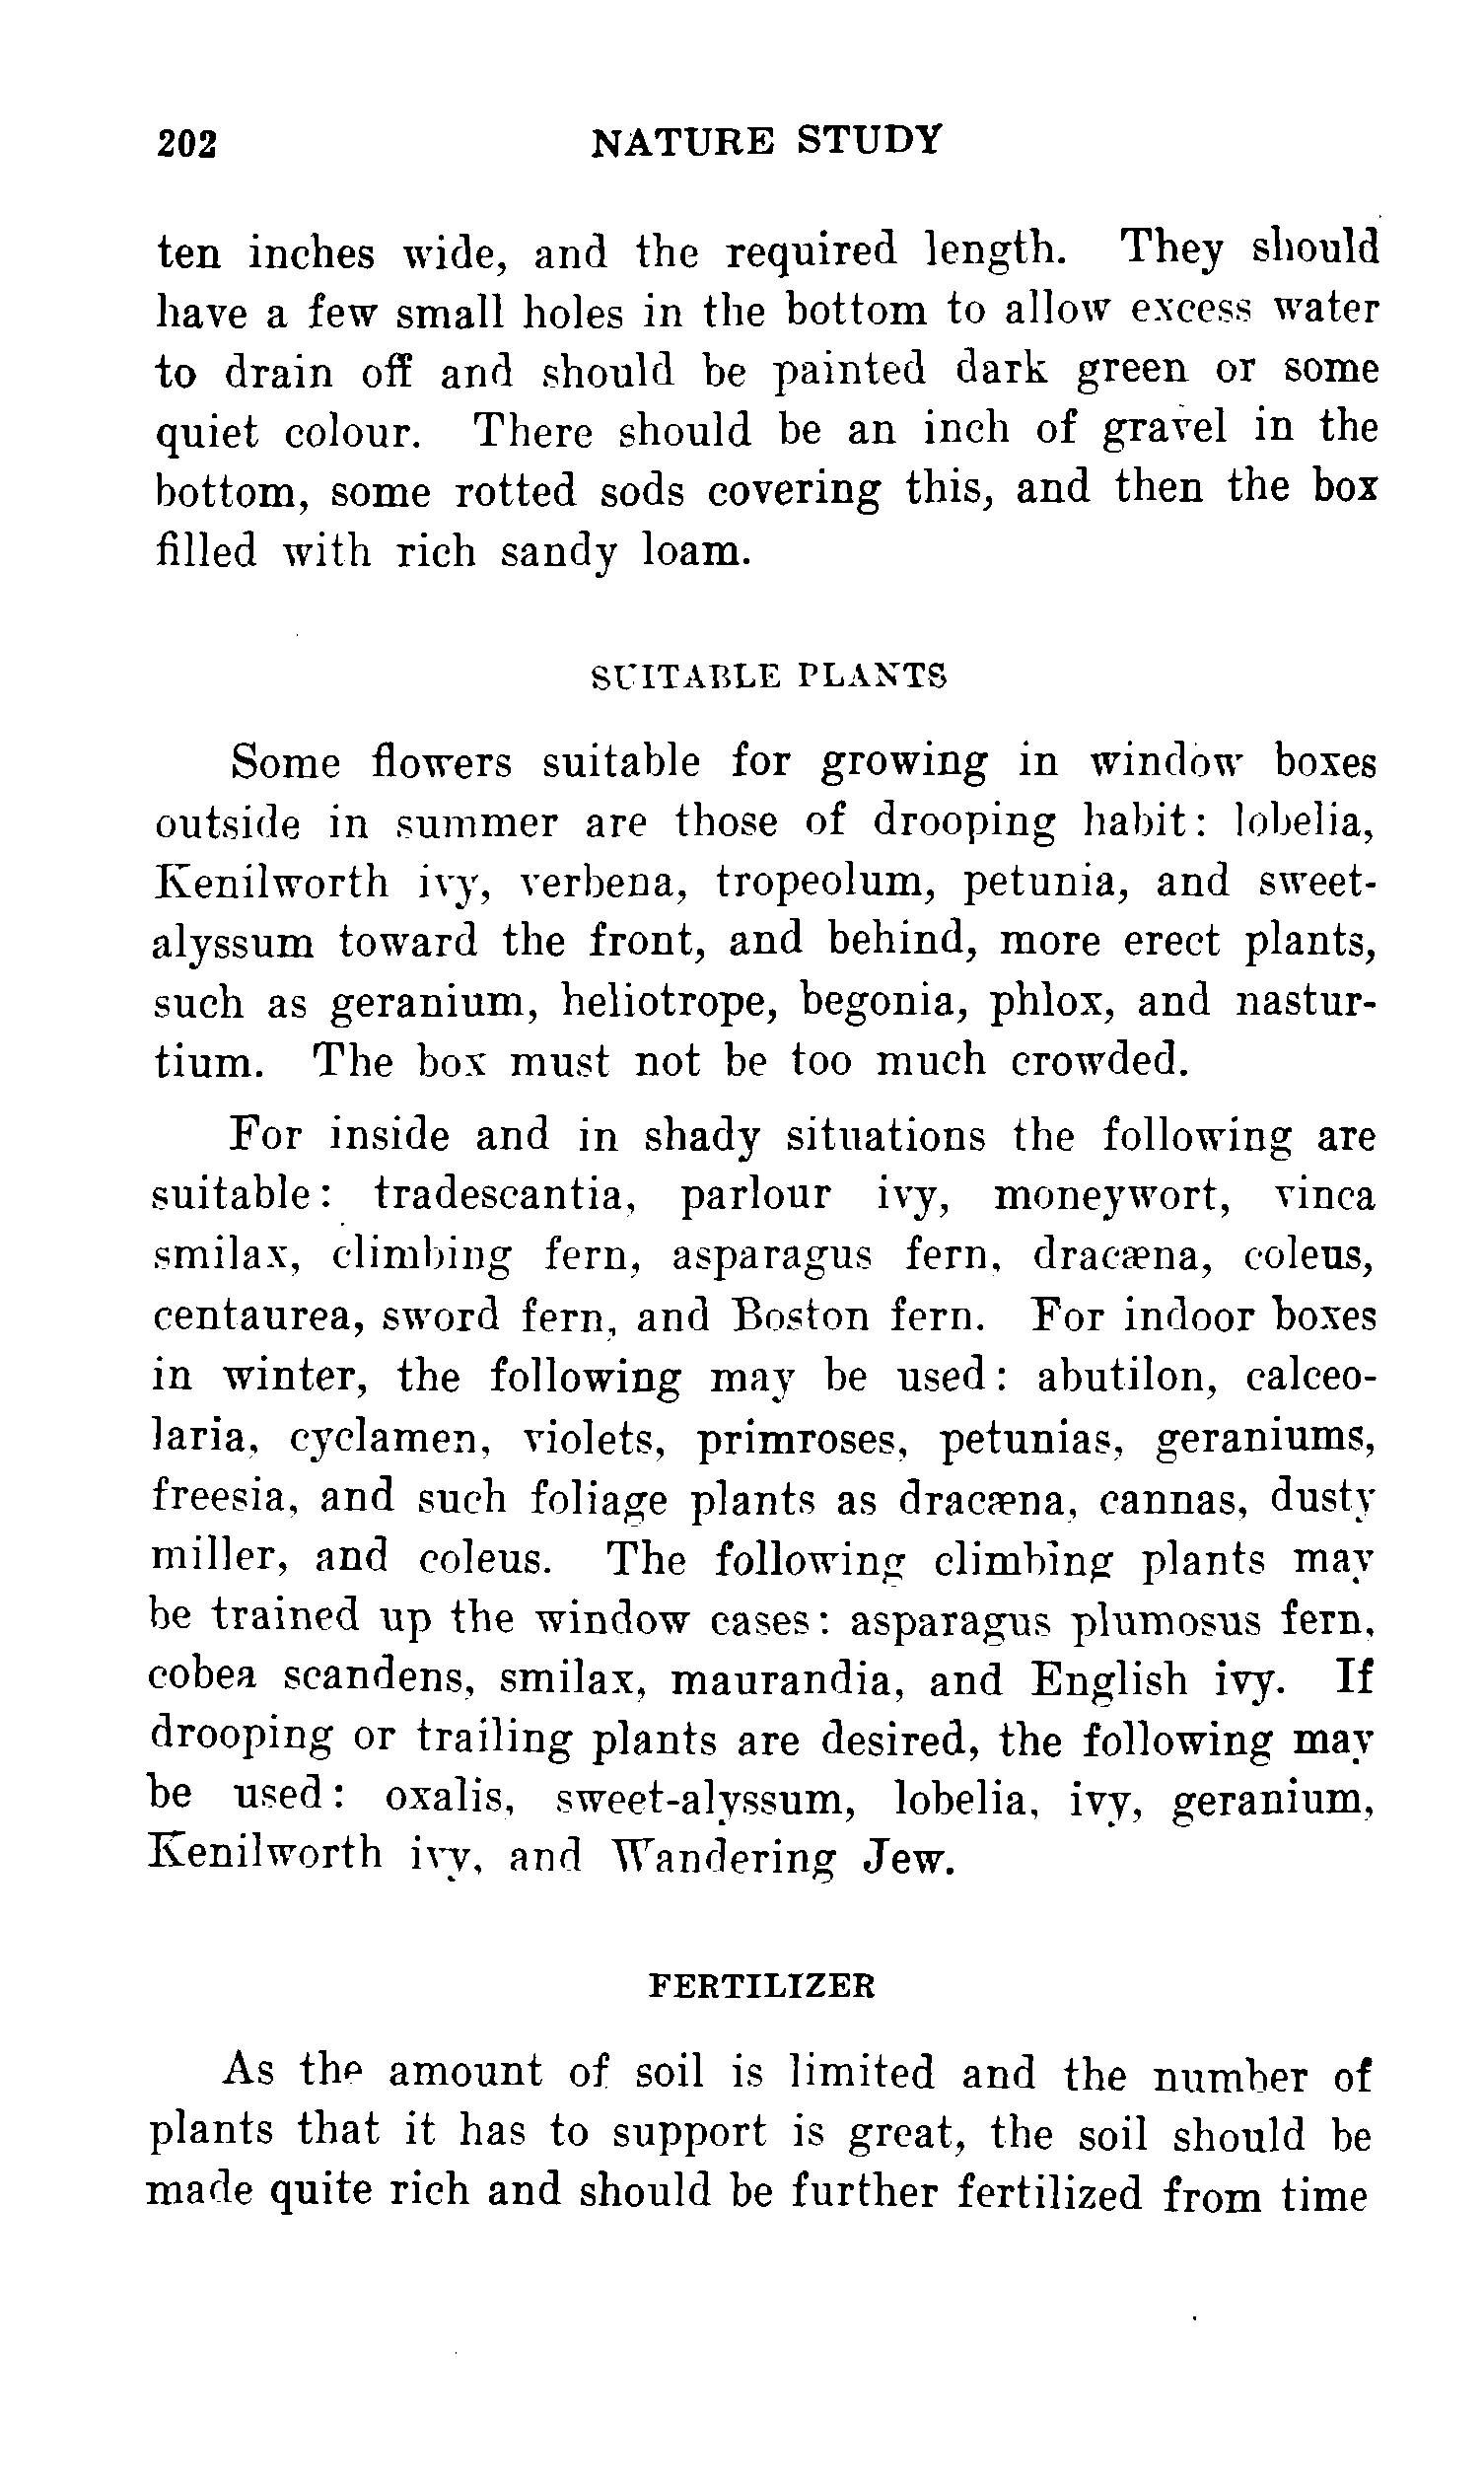 202 NATURE STUDY
ten inches wide, and the required length. They should
have a few small holes in the bottom to allow excess water
to drain off and should be painted dark green or some
quiet colour. There should be an inch of gravel in the
bottom, some rotted sods covering this, and then the box
filled with rich sandy loam.
SUITABLE PLANTS
Some flowers suitable for growing in window boxes
outside in summer are those of drooping habit: lobelia,
Kenilworth ivy, verbena, tropeolum, petunia, and sweet-
alyssum toward the front, and behind, more erect plants,
such as geranium, heliotrope, begonia, phlox, and nastur-
tium. The box must not be too much crowded.
For inside and in shady situations the following are
suitable: tradescantia, parlour ivy, moneywort, vinca
smilax, climbing fern, asparagus fern, dracæna, coleus,
centaurea, sword fern, and Boston fern. For indoor boxes
in winter, the following may be used: abutilon, calceo-
laria, cyclamen, violets, primroses, petunias, geraniums,
freesia, and such foliage plants as dracæna, cannas, dusty
miller, and coleus. The following climbing plants may
be trained up the window cases: asparagus plumosus fern,
cobea scandens, smilax, maurandia, and English ivy. If
drooping or trailing plants are desired, the following may
be used: oxalis, sweet-alyssum, lobelia, ivy, geranium,
Kenilworth ivy, and Wandering Jew.
FERTILIZER
As the amount of soil is limited and the number of
plants that it has to support is great, the soil should be
made quite rich and should be further fertilized from time